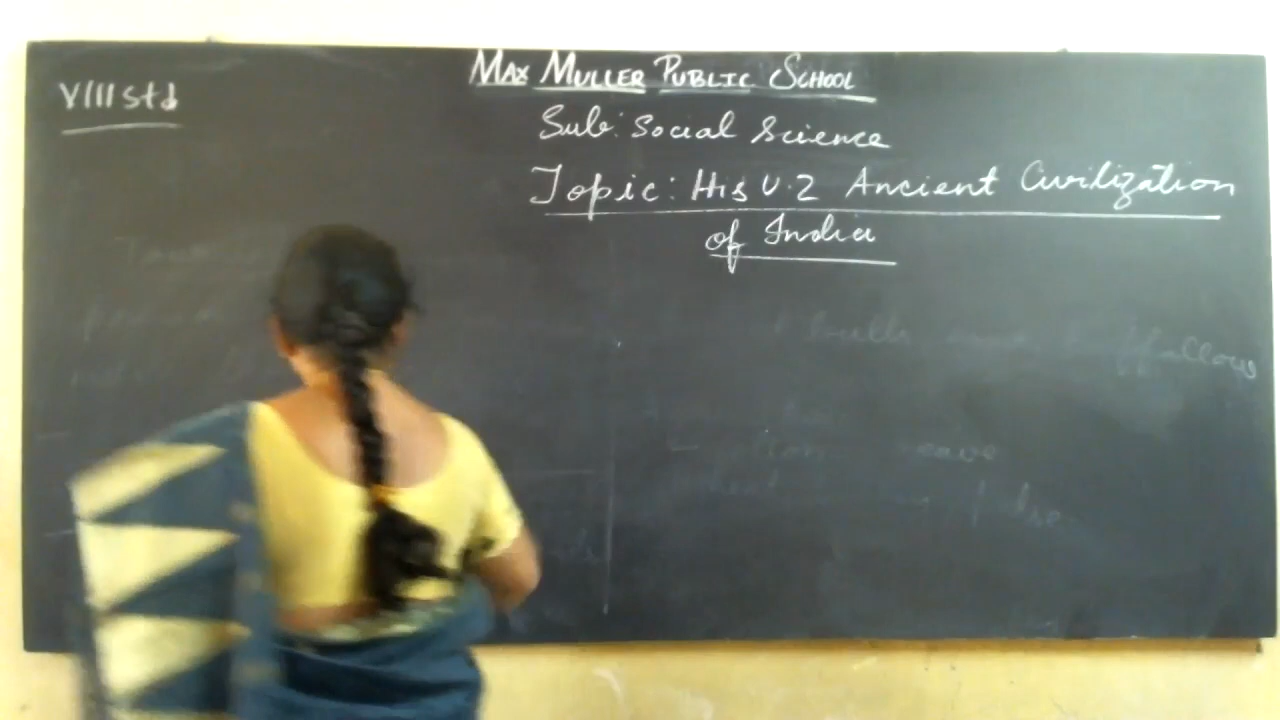 VIII std
MAX MULLER PUBLIC SCHOOL
Sub: Social Science
Topic: His U.2 Ancient Civilization
of India